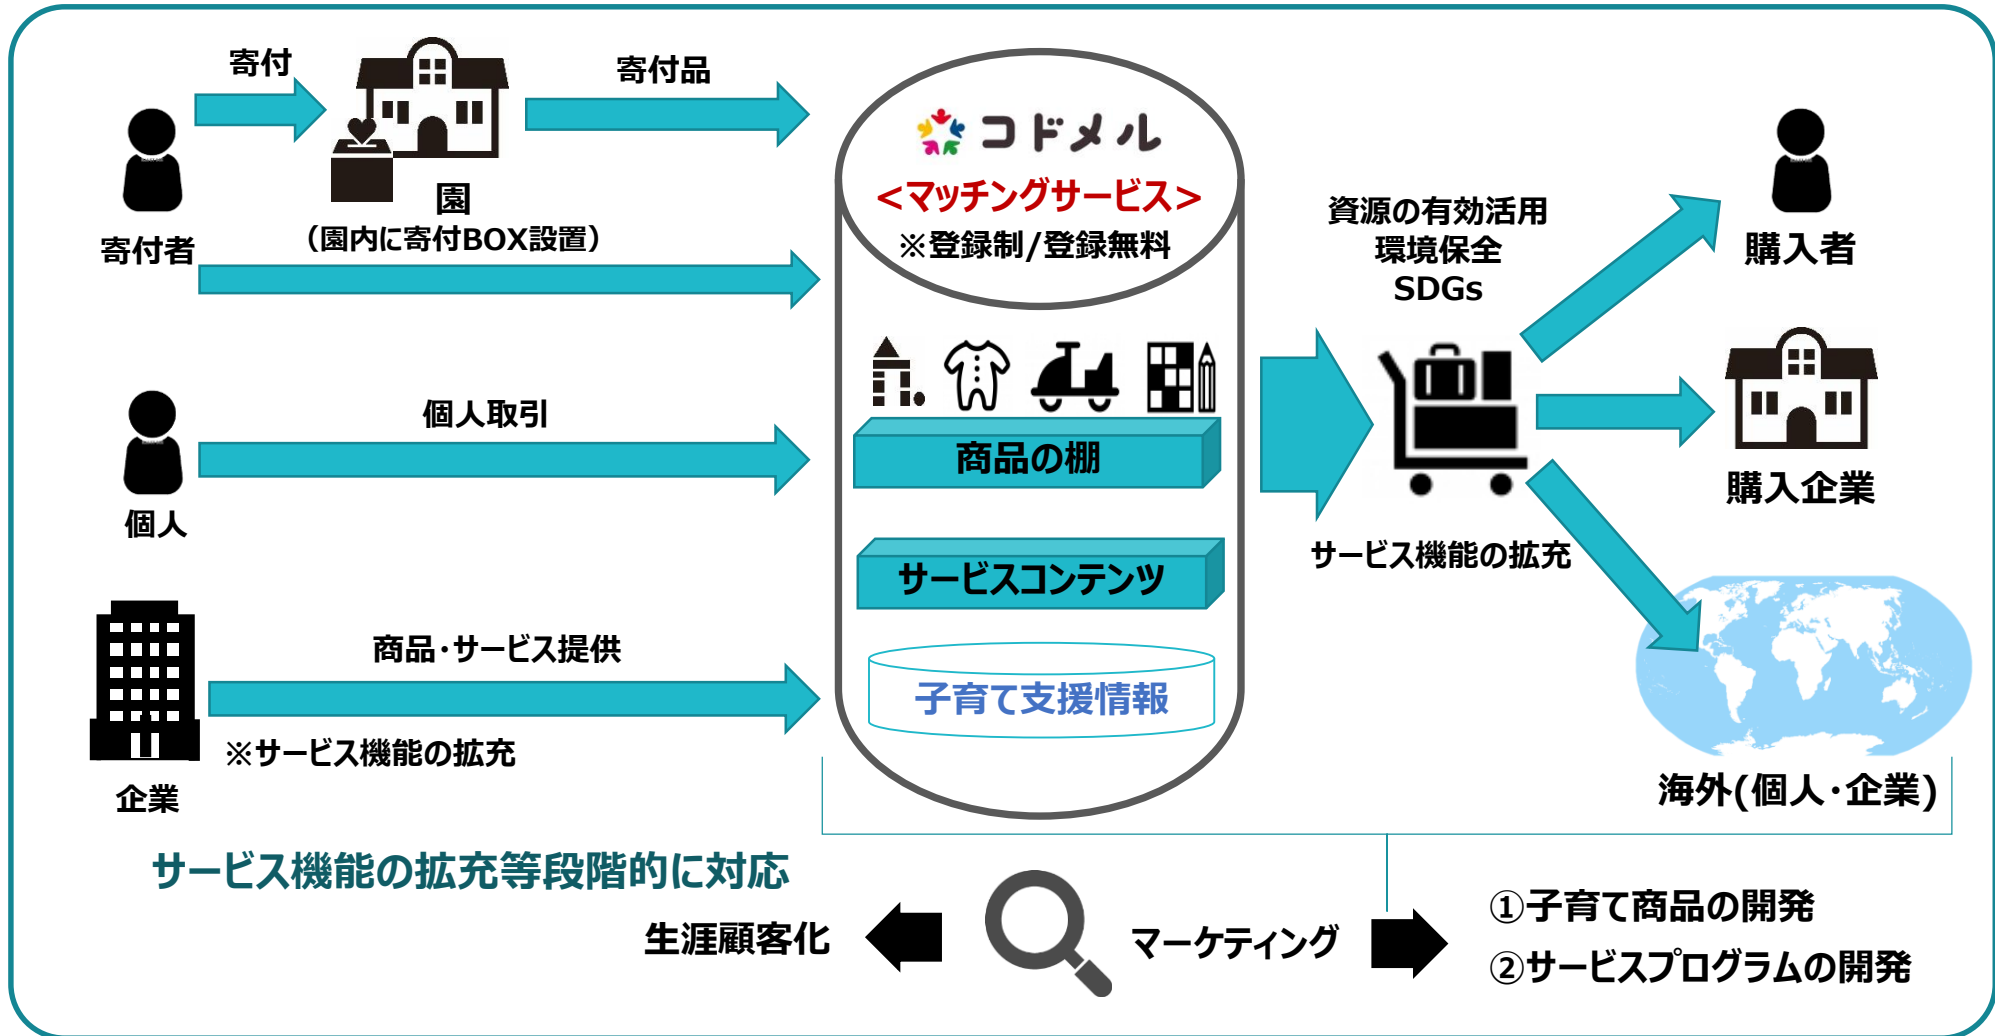 寄付
寄付品
寄付者
園
（園内に寄付BOX設置）
コドメル
<マッチングサービス>
※登録制/登録無料
個人取引
個人
商品の棚
サービスコンテンツ
子育て支援情報
商品・サービス提供
※サービス機能の拡充
企業
資源の有効活用
環境保全
SDGs
サービス機能の拡充
購入者
購入企業
海外(個人・企業)
サービス機能の拡充等段階的に対応
生涯顧客化
マーケティング
①子育て商品の開発
②サービスプログラムの開発